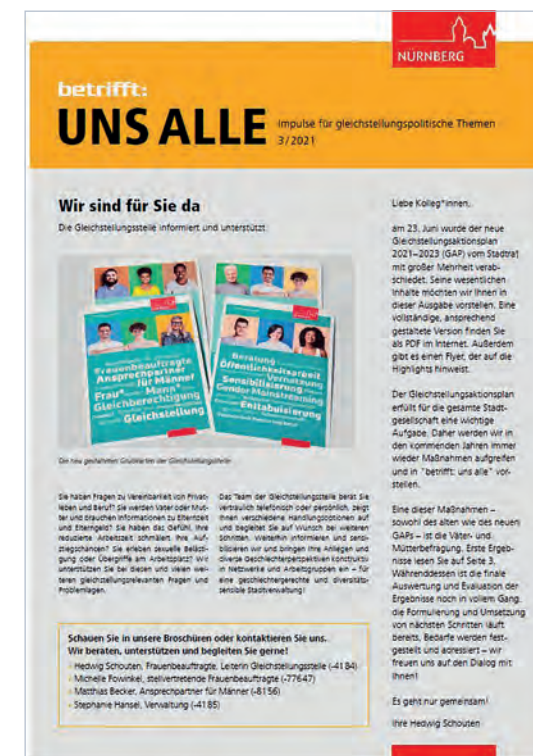 NÜRNBERG
betrifft:
UNS ALLE
Impulse für gleichstellungspolitische Themen
3/2021
Wir sind für Sie da
Die Gleichstellungsstelle informiert und unterstützt
Frauenbeauftragte
Ansprechpartner
für Männer
Frau* Mann*
Gleichberechtigung
Gleichstellung
Beratung
Öffentlichkeitsarbeit
Vernetzung
Sensibilisierung
Gender Mainstreaming
Enttabuisierung
Die neu gestalteten Grußkarten der Gleichstellungsstelle
Sie haben Fragen zu Vereinbarkeit von Privat-
leben und Beruf? Sie werden Vater oder Mut-
ter und brauchen Informationen zu Elternzeit
und Elterngeld? Sie haben das Gefühl, Ihre
reduzierte Arbeitszeit schmälert Ihre Auf-
stiegschancen? Sie erleben sexuelle Belästi-
gung oder Übergriffe am Arbeitsplatz? Wir
unterstützen Sie bei diesen und vielen wei-
teren gleichstellungsrelevanten Fragen und
Problemlagen.
Das Team der Gleichstellungsstelle berät Sie
vertraulich telefonisch oder persönlich, zeigt
Ihnen verschiedene Handlungsoptionen auf
und begleitet Sie auf Wunsch bei weiteren
Schritten. Weiterhin informieren und sensi-
bilisieren wir und bringen Ihre Anliegen und
diverse Geschlechterperspektiven konstruktiv
in Netzwerke und Arbeitsgruppen ein – für
eine geschlechtergerechte und diversitäts-
sensible Stadtverwaltung!
Schauen Sie in unsere Broschüren oder kontaktieren Sie uns.
Wir beraten, unterstützen und begleiten Sie gerne!
Hedwig Schouten, Frauenbeauftragte, Leiterin Gleichstellungsstelle (-4184)
Michelle Fowinkel, stellvertretende Frauenbeauftragte (-77647)
Matthias Becker, Ansprechpartner für Männer (-8156)
Stephanie Hansel, Verwaltung (-4185)
Liebe Kolleg*innen,
am 23. Juni wurde der neue
Gleichstellungsaktionsplan
2021–2023 (GAP) vom Stadtrat
mit großer Mehrheit verab-
schiedet. Seine wesentlichen
Inhalte möchten wir Ihnen in
dieser Ausgabe vorstellen. Eine
vollständige, ansprechend
gestaltete Version finden Sie
als PDF im Internet. Außerdem
gibt es einen Flyer, der auf die
Highlights hinweist.
Der Gleichstellungsaktionsplan
erfüllt für die gesamte Stadt-
gesellschaft eine wichtige
Aufgabe. Daher werden wir in
den kommenden Jahren immer
wieder Maßnahmen aufgreifen
und in "betrifft: uns alle" vor-
stellen.
Eine dieser Maßnahmen –
sowohl des alten wie des neuen
GAPs – ist die Väter- und
Mütterbefragung. Erste Ergeb-
nisse lesen Sie auf Seite 3.
Währenddessen ist die finale
Auswertung und Evaluation der
Ergebnisse noch in vollem Gang.
die Formulierung und Umsetzung
von nächsten Schritten läuft
bereits, Bedarfe werden fest-
gestellt und adressiert – wir
freuen uns auf den Dialog mit
Ihnen!
Es geht nur gemeinsam!
Ihre Hedwig Schouten